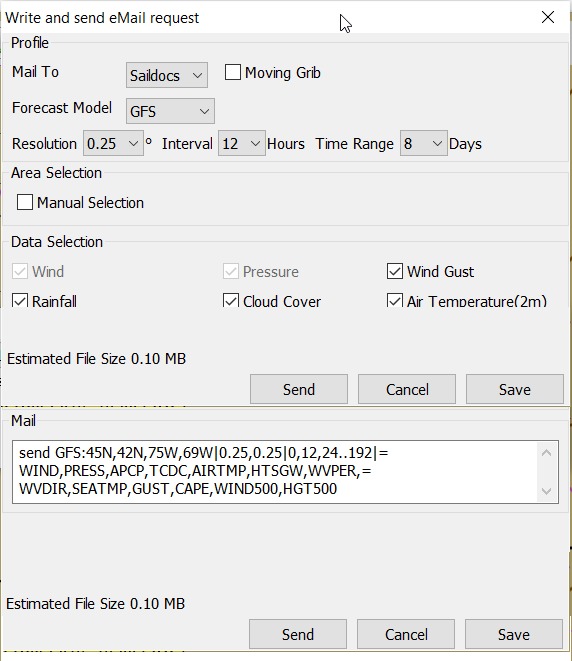 Write and send eMail request
Profile
Mail To Saildocs Moving Grib
Forecast Model GFS
Resolution 0.25 ° Interval 12 Hours Time Range 8 Days
Area Selection
Manual Selection
Data Selection
Wind Pressure Wind Gust
Rainfall Cloud Cover Air Temperature(2m)
Estimated File Size 0.10 MB
Send Cancel Save
Mail
send GFS:45N,42N,75W,69W|0.25,0.25|0,12,24..192|=
WIND,PRESS,APCP,TCDC,AIRTMP,HTSGW,WVPER,=
WVDIR,SEATMP,GUST,CAPE,WIND500,HGT500
Estimated File Size 0.10 MB
Send Cancel Save